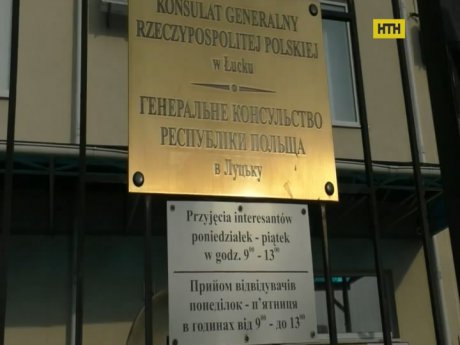 НТН
KONSULAT GENERALNY
RZECZYPOSPOLITEJ POLSKIEJ
w Łucku
ГЕНЕРАЛЬНЕ КОНСУЛЬСТВО
РЕСПУБЛІКИ ПОЛЬЩА
в Луцьку
Przyjęcia interesantów
poniedziałek - piątek
w godz. 9⁰⁰ - 13⁰⁰
Прийом відвідувачів
понеділок - п'ятниця
в годинах від 9⁰⁰ - до 13⁰⁰